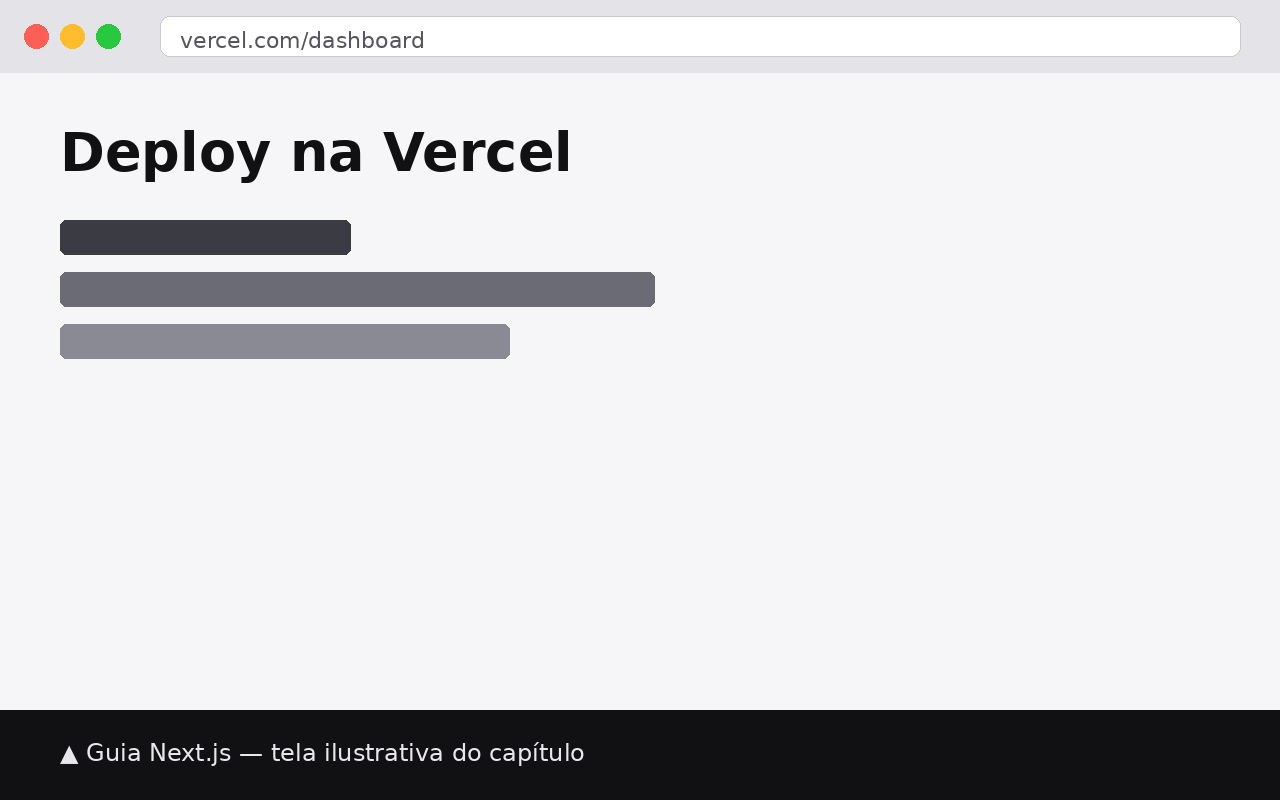 vercel.com/dashboard
Deploy na Vercel
▲ Guia Next.js — tela ilustrativa do capítulo